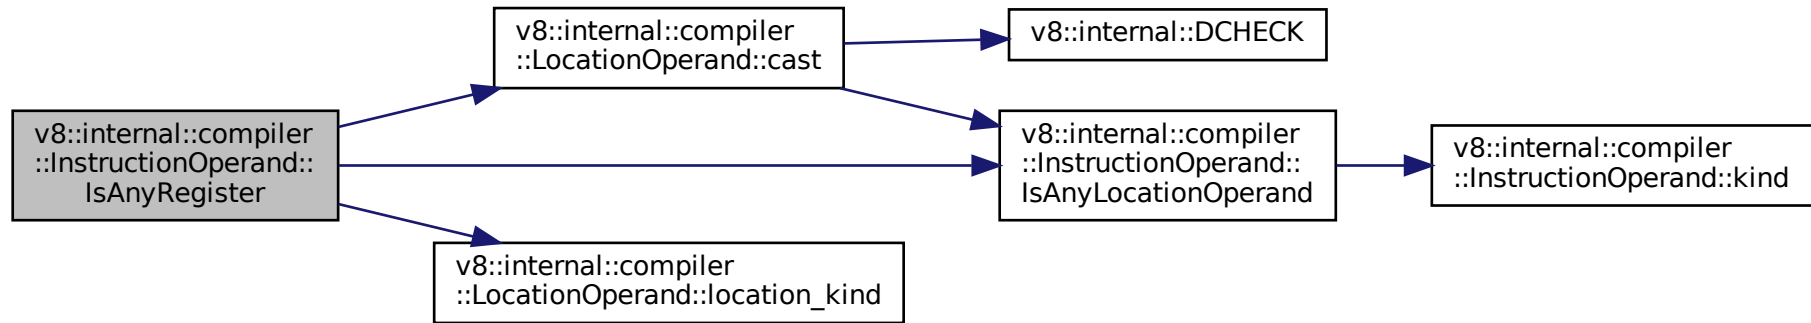 v8::internal::compiler
::InstructionOperand::
IsAnyRegister
v8::internal::compiler
::LocationOperand::cast
v8::internal::DCHECK
v8::internal::compiler
::InstructionOperand::
IsAnyLocationOperand
v8::internal::compiler
::InstructionOperand::kind
v8::internal::compiler
::LocationOperand::location_kind